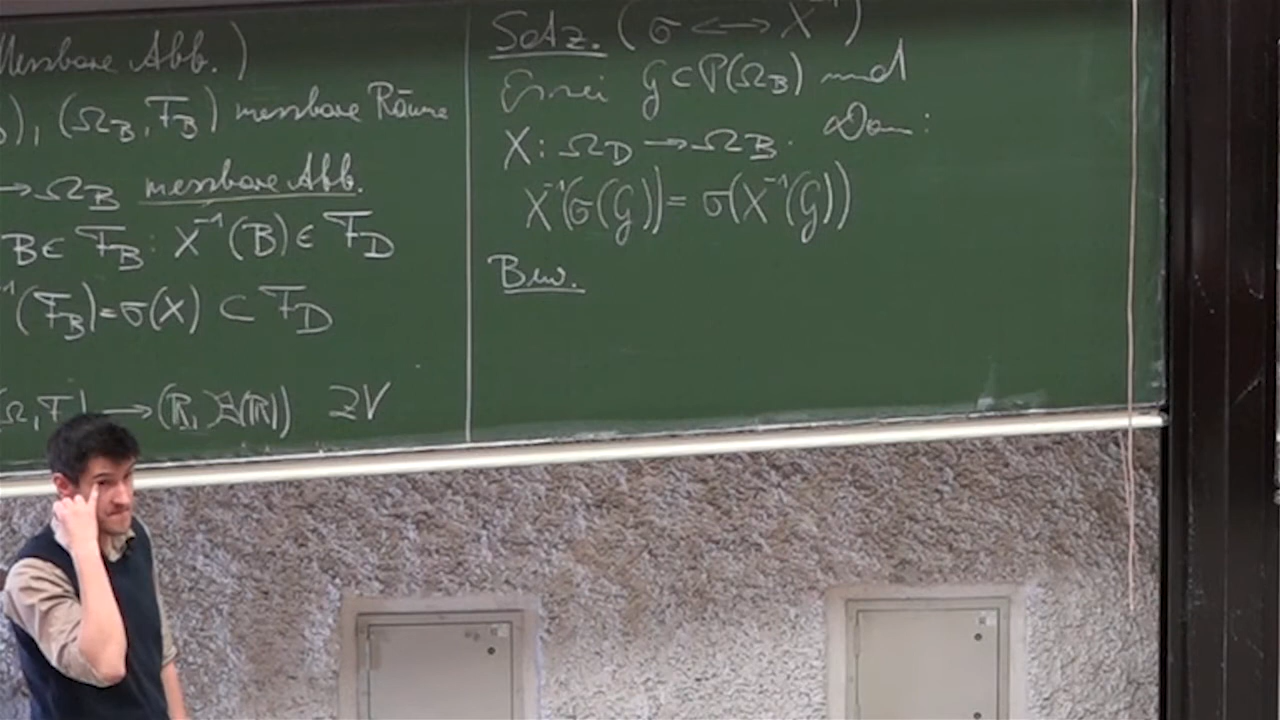 Messbare Abb.)
), (Ω_B, F_B) messbare Räume
→ Ω_B messbare Abb.
B ∈ F_B: X⁻¹(B) ∈ F_D
⁻¹(F_B) = σ(X) ⊂ F_D
(Ω, F) → (ℝ, B(ℝ)) ZV
Satz. (σ ↔ X⁻¹)
Es sei G ⊂ P(Ω_B) und
X: Ω_D → Ω_B. Dann:
X⁻¹(σ(G)) = σ(X⁻¹(G))
Bew.